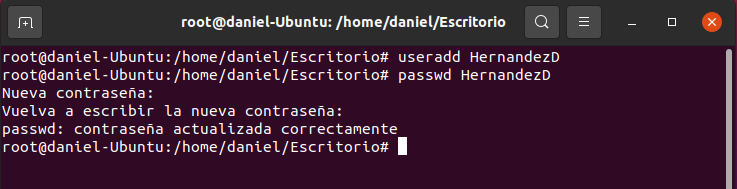 root@daniel-Ubuntu: /home/daniel/Escritorio
root@daniel-Ubuntu:/home/daniel/Escritorio# useradd HernandezD
root@daniel-Ubuntu:/home/daniel/Escritorio# passwd HernandezD
Nueva contraseña:
Vuelva a escribir la nueva contraseña:
passwd: contraseña actualizada correctamente
root@daniel-Ubuntu:/home/daniel/Escritorio#